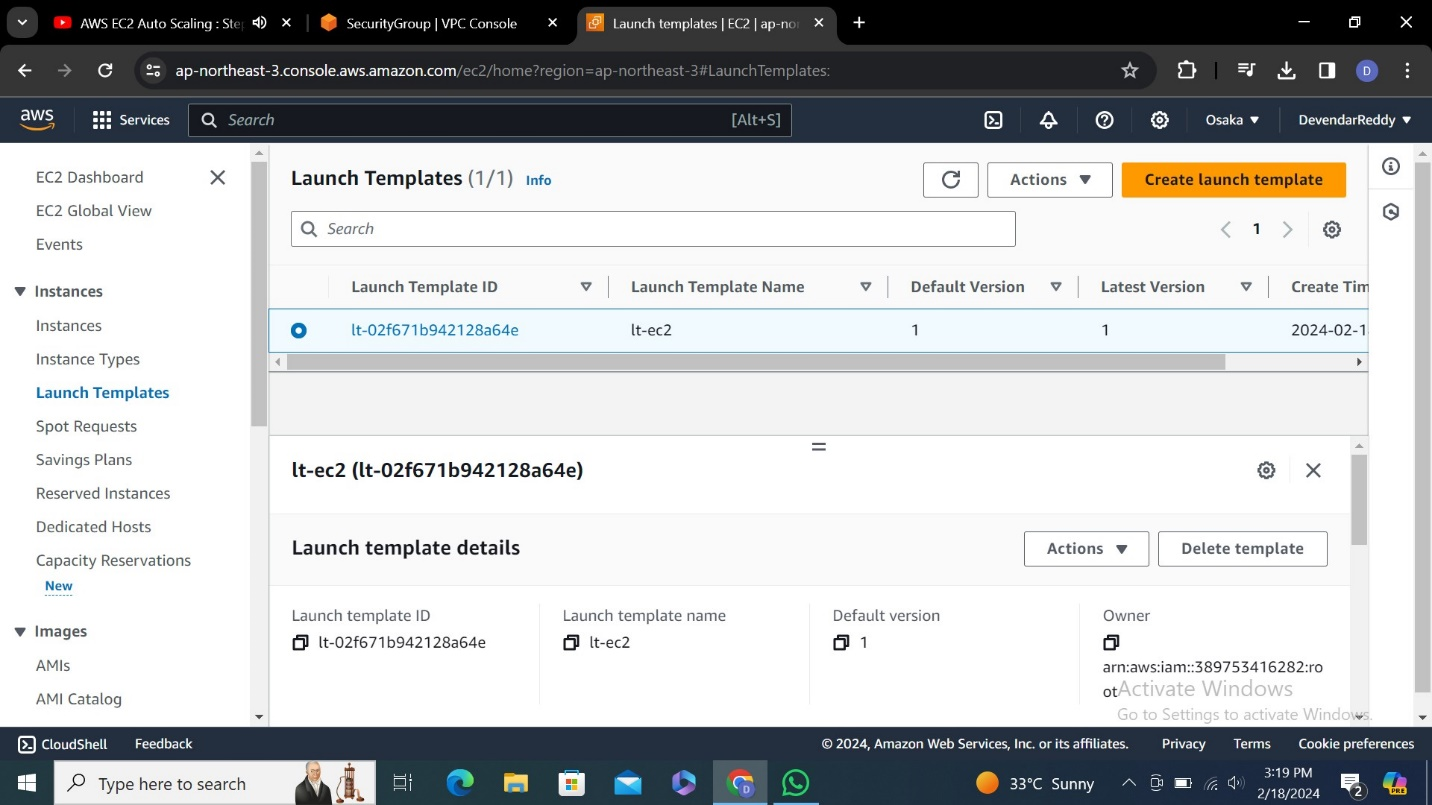 AWS EC2 Auto Scaling : Ste
SecurityGroup | VPC Console
Launch templates | EC2 | ap-no
ap-northeast-3.console.aws.amazon.com/ec2/home?region=ap-northeast-3#LaunchTemplates:
D
aws
Services
Search
[Alt+S]
Osaka
DevendarReddy
EC2 Dashboard
EC2 Global View
Events
Instances
Instances
Instance Types
Launch Templates
Spot Requests
Savings Plans
Reserved Instances
Dedicated Hosts
Capacity Reservations
New
Images
AMIs
AMI Catalog
Launch Templates (1/1) Info
Actions
Create launch template
Search
1
Launch Template ID
Launch Template Name
Default Version
Latest Version
Create Tim
lt-02f671b942128a64e
lt-ec2
1
1
2024-02-1
lt-ec2 (lt-02f671b942128a64e)
Launch template details
Actions
Delete template
Launch template ID
lt-02f671b942128a64e
Launch template name
lt-ec2
Default version
1
Owner
arn:aws:iam::389753416282:ro
ot
Activate Windows
Go to Settings to activate Windows.
CloudShell
Feedback
© 2024, Amazon Web Services, Inc. or its affiliates.
Privacy
Terms
Cookie preferences
Type here to search
D
33°C Sunny
3:19 PM
2/18/2024
2
PRE